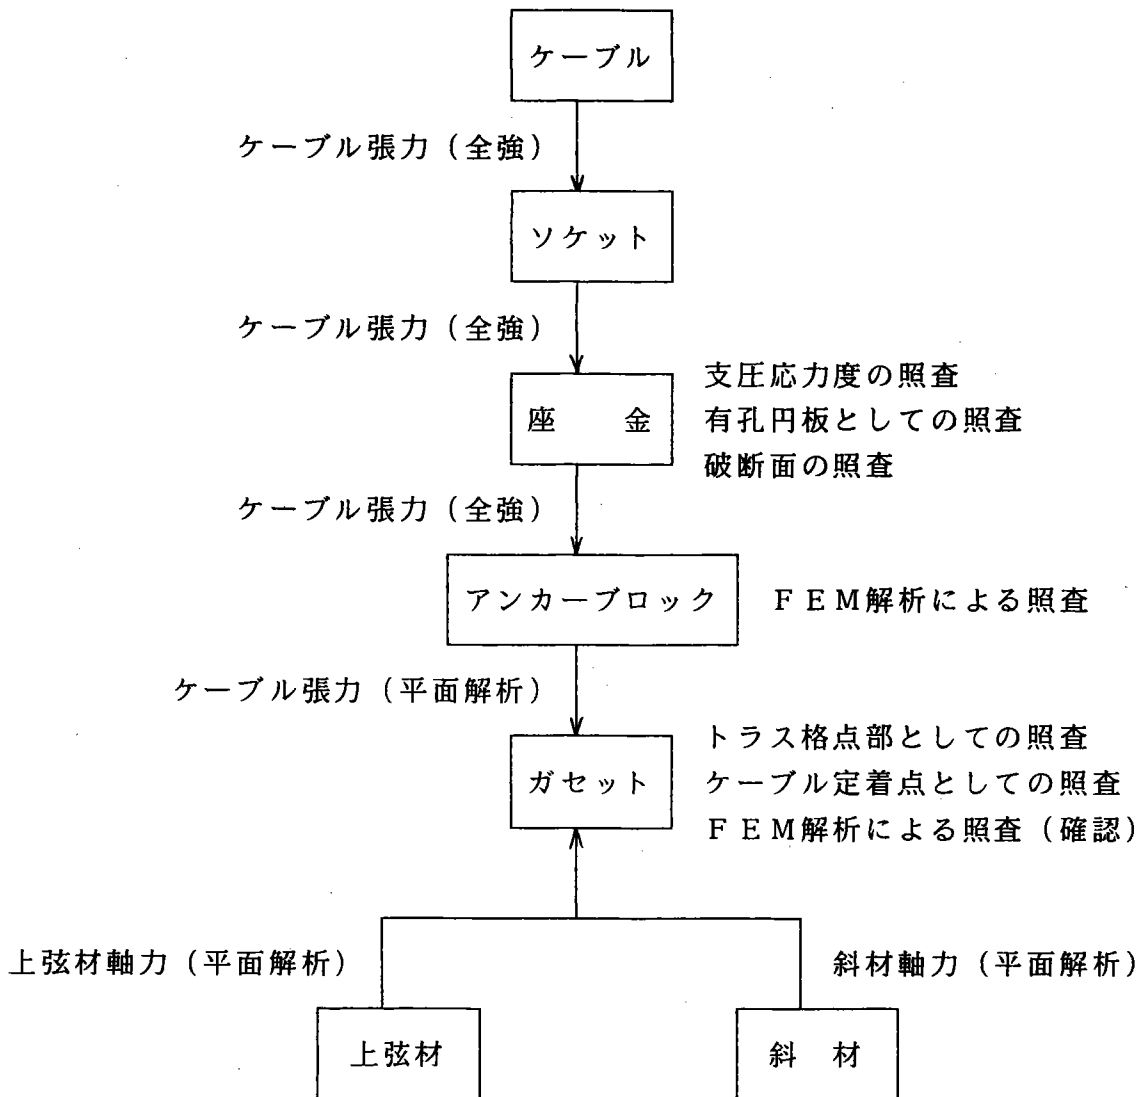 ケーブル
ケーブル張力（全強）
ソケット
ケーブル張力（全強）
座　　金
支圧応力度の照査
有孔円板としての照査
破断面の照査
ケーブル張力（全強）
アンカーブロック
ＦＥＭ解析による照査
ケーブル張力（平面解析）
ガセット
トラス格点部としての照査
ケーブル定着点としての照査
ＦＥＭ解析による照査（確認）
上弦材軸力（平面解析）
斜材軸力（平面解析）
上弦材
斜　材